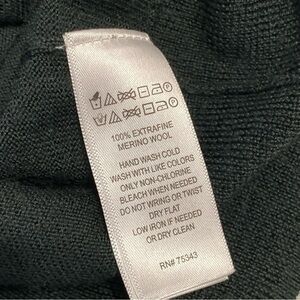 100% EXTRAFINE
MERINO WOOL
HAND WASH COLD
WASH WITH LIKE COLORS
ONLY NON-CHLORINE
BLEACH WHEN NEEDED
DO NOT WRING OR TWIST
DRY FLAT
LOW IRON IF NEEDED
OR DRY CLEAN
RN# 75343